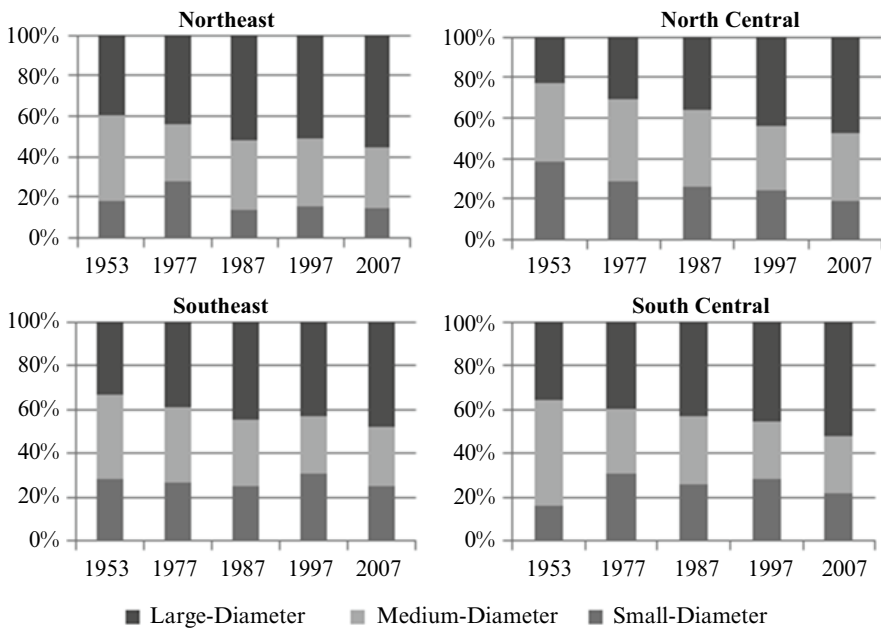 Northeast
100%
80%
60%
40%
20%
0%
1953 1977 1987 1997 2007
North Central
100%
80%
60%
40%
20%
0%
1953 1977 1987 1997 2007
Southeast
100%
80%
60%
40%
20%
0%
1953 1977 1987 1997 2007
South Central
100%
80%
60%
40%
20%
0%
1953 1977 1987 1997 2007
Large-Diameter Medium-Diameter Small-Diameter